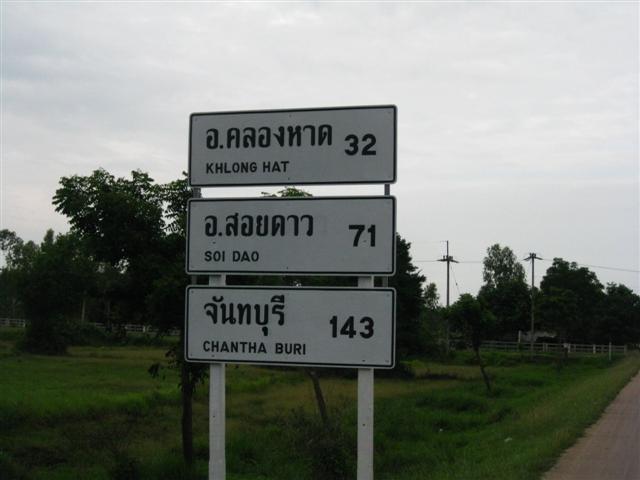 อ.คลองหาด 32
KHLONG HAT
อ.สอยดาว 71
SOI DAO
จันทบุรี 143
CHANTHA BURI